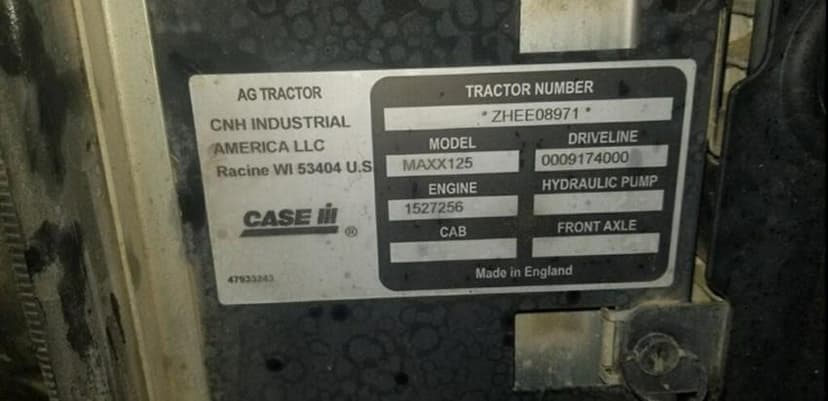 AG TRACTOR
CNH INDUSTRIAL
AMERICA LLC
Racine WI 53404 U.S
CASE IH
®
47933243
TRACTOR NUMBER
* ZHEE08971 *
MODEL
DRIVELINE
MAXX125
0009174000
ENGINE
HYDRAULIC PUMP
1527256
CAB
FRONT AXLE
Made in England